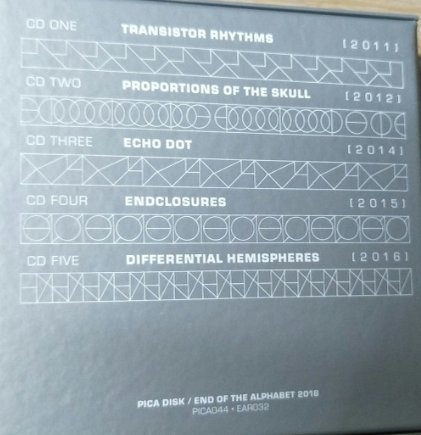 CD ONE TRANSISTOR RHYTHMS [2011]
CD TWO PROPORTIONS OF THE SKULL [2012]
CD THREE ECHO DOT [2014]
CD FOUR ENDCLOSURES [2015]
CD FIVE DIFFERENTIAL HEMISPHERES [2016]
PICA DISK / END OF THE ALPHABET 2018
PICA044 • EAR032